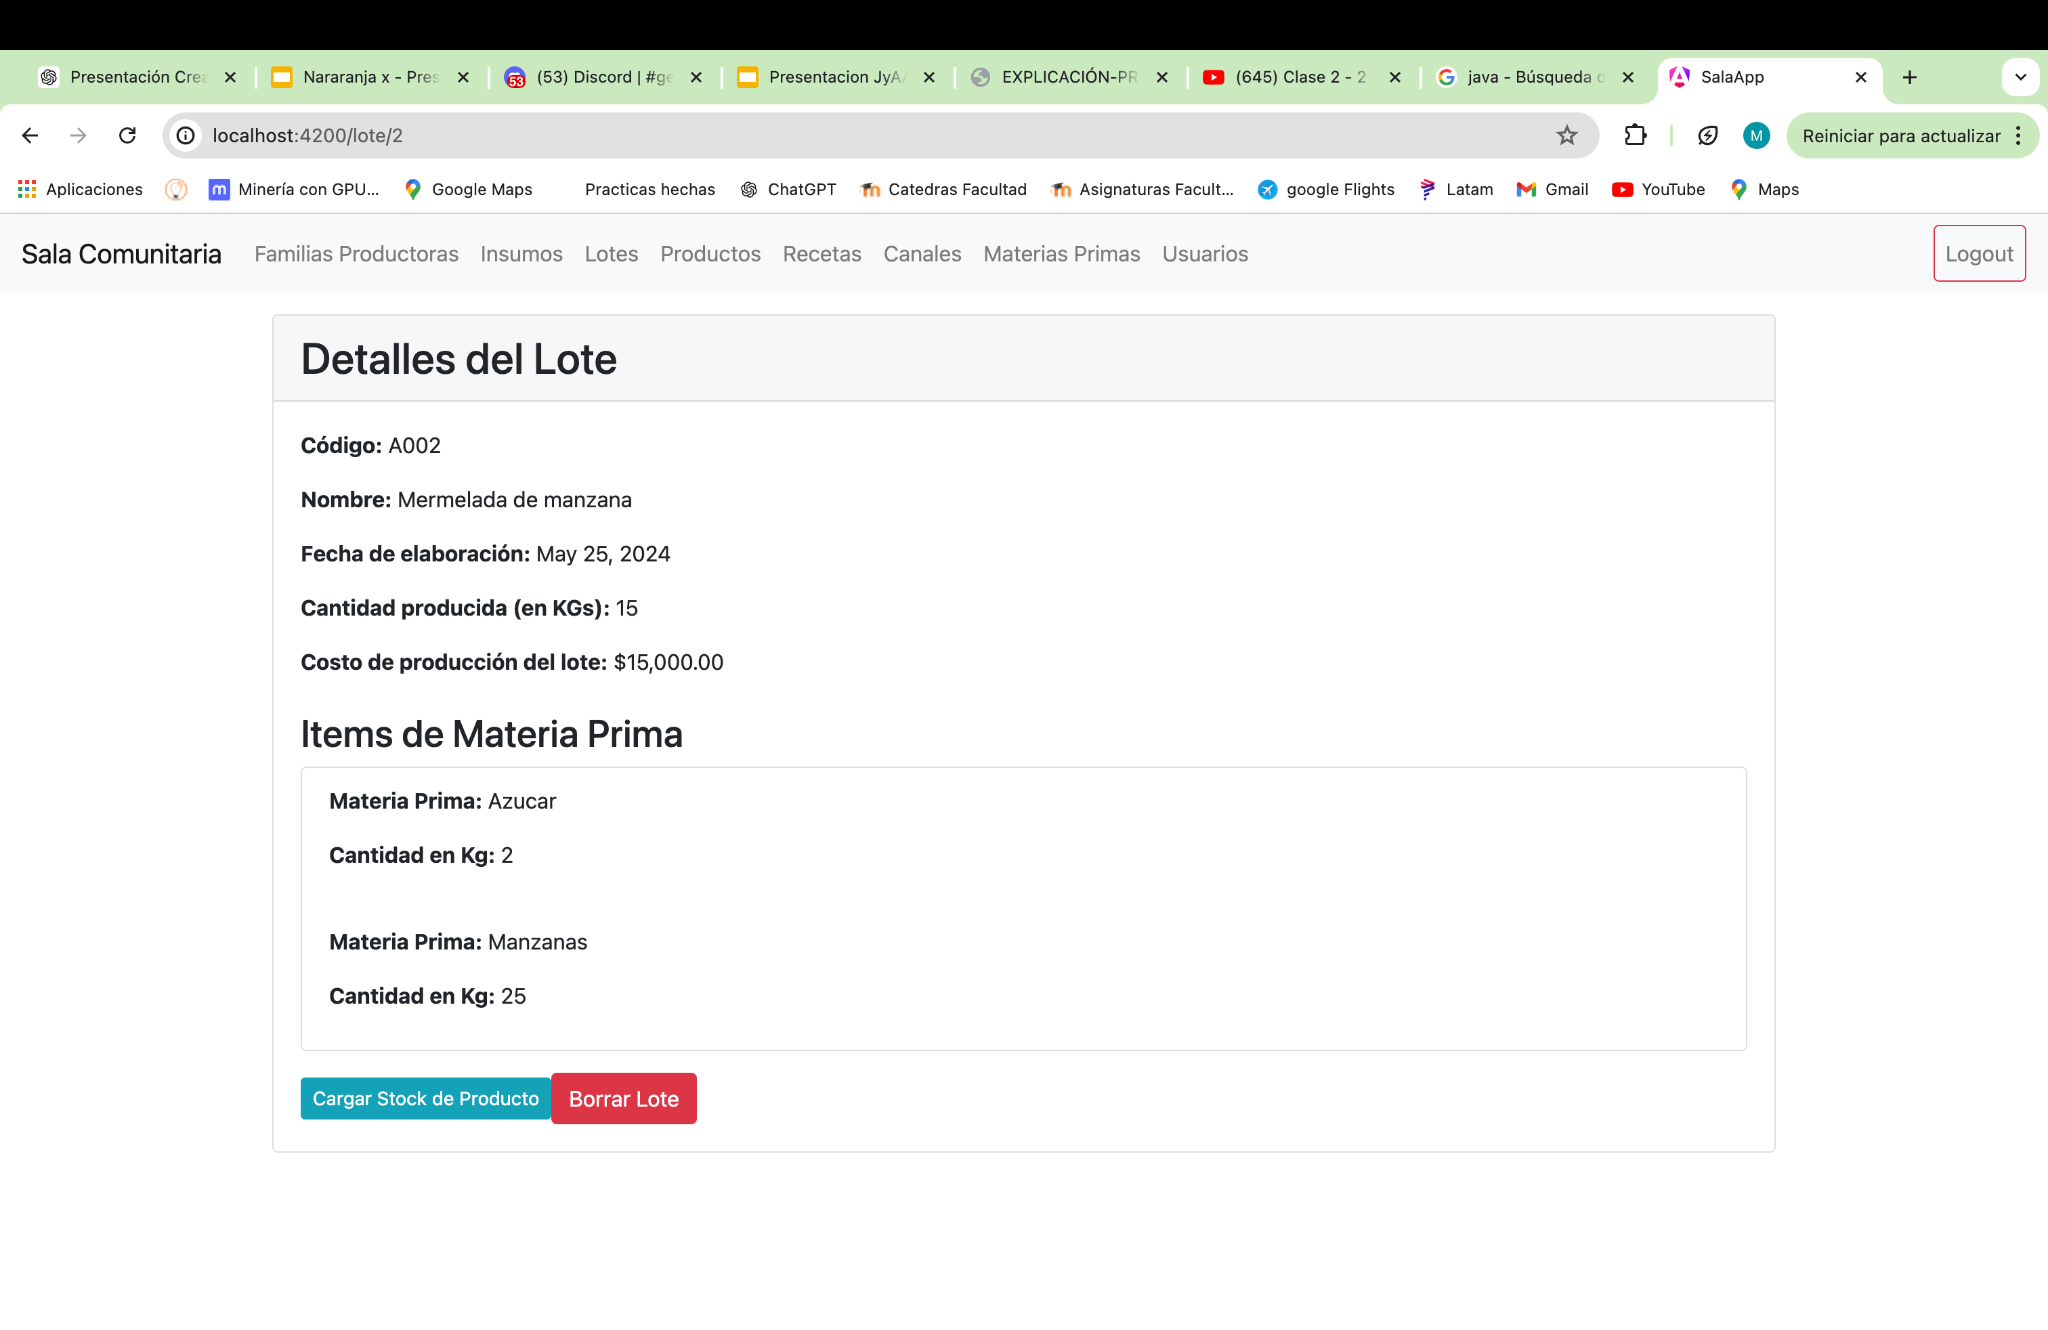 Presentación Crea
Nararanja x - Pres
53 (53) Discord | #ge
Presentacion JyAA
EXPLICACIÓN-PR
(645) Clase 2 - 2
java - Búsqueda d
SalaApp
localhost:4200/lote/2
M
Reiniciar para actualizar
Aplicaciones
m Minería con GPU...
Google Maps
Practicas hechas
ChatGPT
Catedras Facultad
Asignaturas Facult...
google Flights
Latam
Gmail
YouTube
Maps
Sala Comunitaria
Familias Productoras
Insumos
Lotes
Productos
Recetas
Canales
Materias Primas
Usuarios
Logout
Detalles del Lote
Código: A002
Nombre: Mermelada de manzana
Fecha de elaboración: May 25, 2024
Cantidad producida (en KGs): 15
Costo de producción del lote: $15,000.00
Items de Materia Prima
Materia Prima: Azucar
Cantidad en Kg: 2
Materia Prima: Manzanas
Cantidad en Kg: 25
Cargar Stock de Producto
Borrar Lote